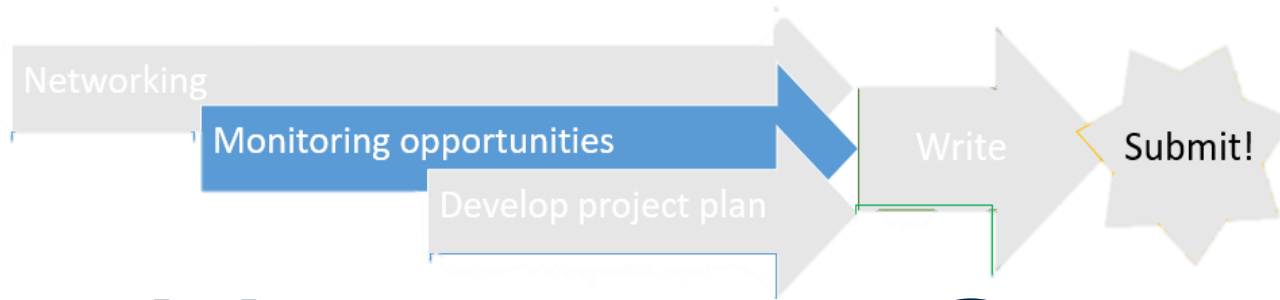 Networking
Monitoring opportunities
Develop project plan
Write
Submit!